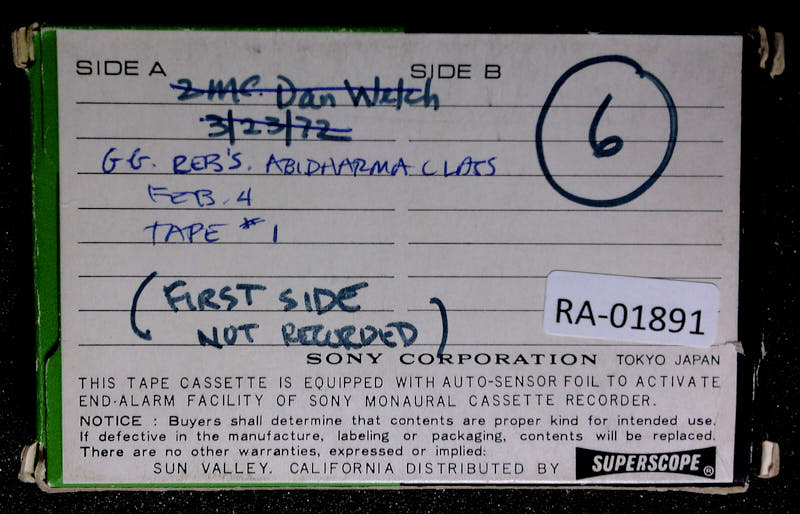 SIDE A SIDE B
2 MC. Dan Welch
3/23/72
6
GG. REB'S. ABIDHARMA CLASS
FEB. 4
TAPE # 1
(FIRST SIDE
NOT RECORDED)
RA-01891
SONY CORPORATION TOKYO JAPAN
THIS TAPE CASSETTE IS EQUIPPED WITH AUTO-SENSOR FOIL TO ACTIVATE
END-ALARM FACILITY OF SONY MONAURAL CASSETTE RECORDER.
NOTICE : Buyers shall determine that contents are proper kind for intended use.
If defective in the manufacture, labeling or packaging, contents will be replaced.
There are no other warranties, expressed or implied:
SUN VALLEY. CALIFORNIA DISTRIBUTED BY SUPERSCOPE®